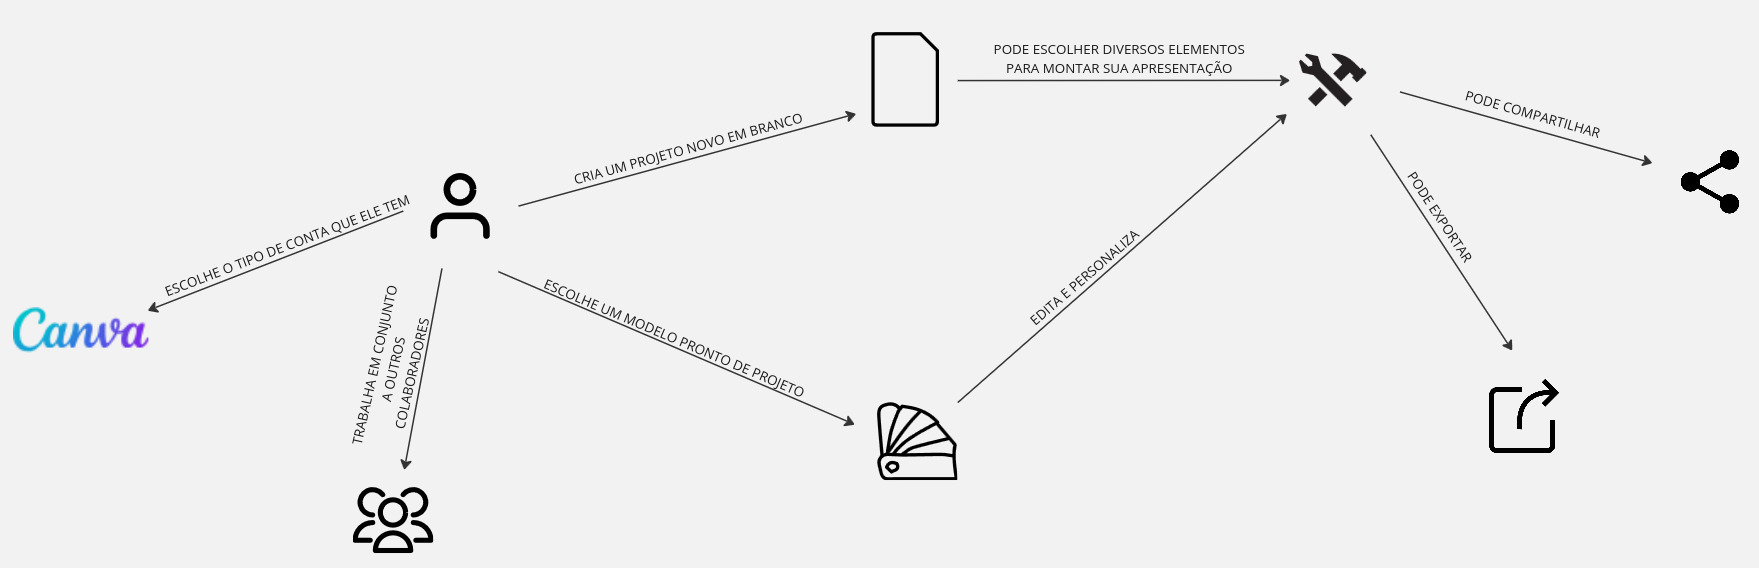 PODE ESCOLHER DIVERSOS ELEMENTOS
PARA MONTAR SUA APRESENTAÇÃO
PODE COMPARTILHAR
CRIA UM PROJETO NOVO EM BRANCO
PODE EXPORTAR
ESCOLHE O TIPO DE CONTA QUE ELE TEM
EDITA E PERSONALIZA
Canva
TRABALHA EM CONJUNTO
A OUTROS
COLABORADORES
ESCOLHE UM MODELO PRONTO DE PROJETO